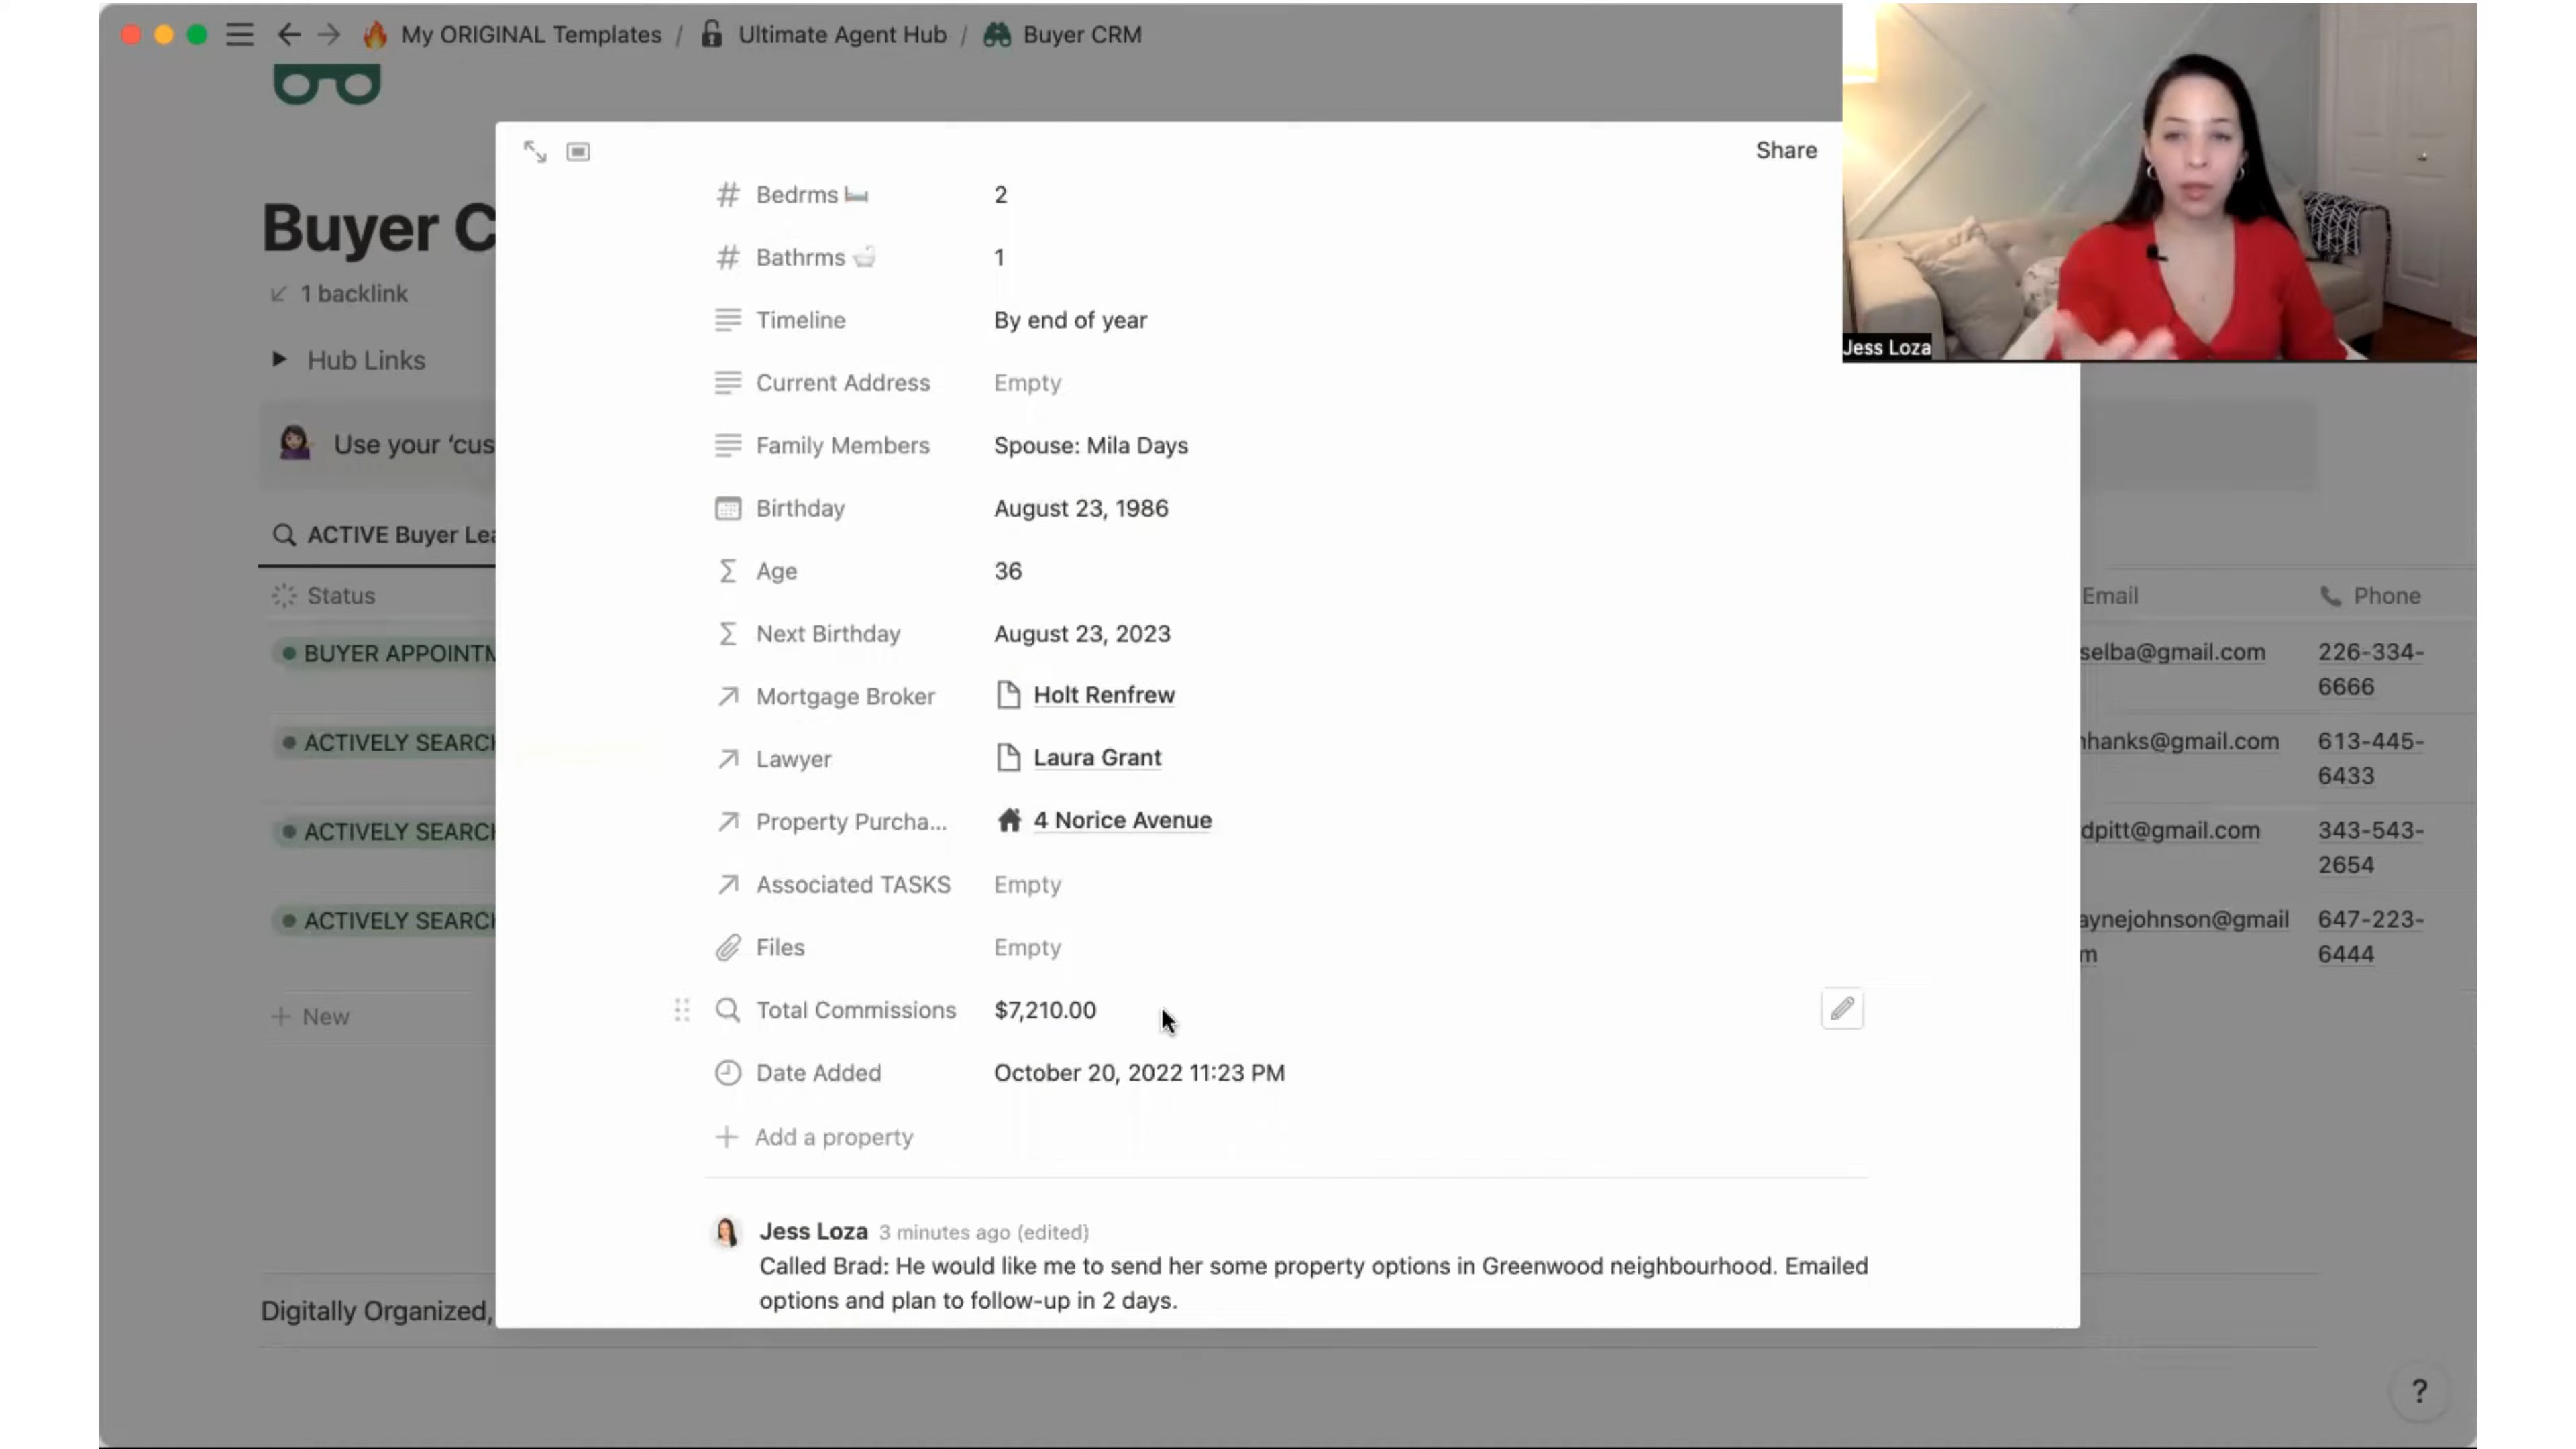 My ORIGINAL Templates / Ultimate Agent Hub / Buyer CRM
Share
Jess Loza
Buyer C
1 backlink
Hub Links
Use your ‘cus
ACTIVE Buyer Lea
Status
BUYER APPOINTM
ACTIVELY SEARCH
ACTIVELY SEARCH
ACTIVELY SEARCH
+ New
Digitally Organized,
# Bedrms 2
# Bathrms 1
Timeline By end of year
Current Address Empty
Family Members Spouse: Mila Days
Birthday August 23, 1986
Σ Age 36
Σ Next Birthday August 23, 2023
Mortgage Broker Holt Renfrew
Lawyer Laura Grant
Property Purcha... 4 Norice Avenue
Associated TASKS Empty
Files Empty
Total Commissions $7,210.00
Date Added October 20, 2022 11:23 PM
+ Add a property
Jess Loza 3 minutes ago (edited)
Called Brad: He would like me to send her some property options in Greenwood neighbourhood. Emailed
options and plan to follow-up in 2 days.
Email Phone
selba@gmail.com 226-334-
6666
hhanks@gmail.com 613-445-
6433
dpitt@gmail.com 343-543-
2654
aynejohnson@gmail 647-223-
m 6444
?